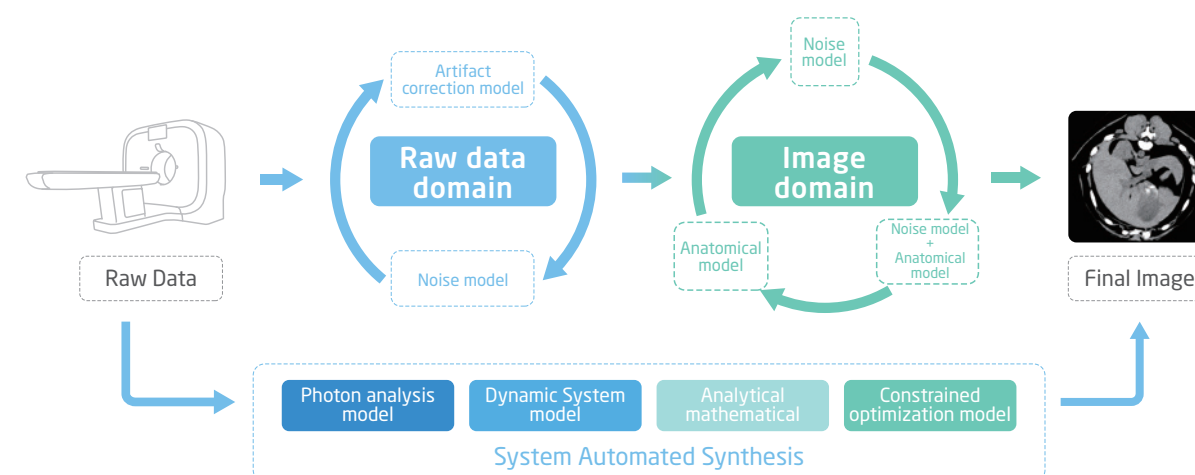 Raw Data
Artifact
correction model
Raw data
domain
Noise model
Noise
model
Image
domain
Anatomical
model
Noise model
+
Anatomical
model
Final Image
Photon analysis
model
Dynamic System
model
Analytical
mathematical
Constrained
optimization model
System Automated Synthesis